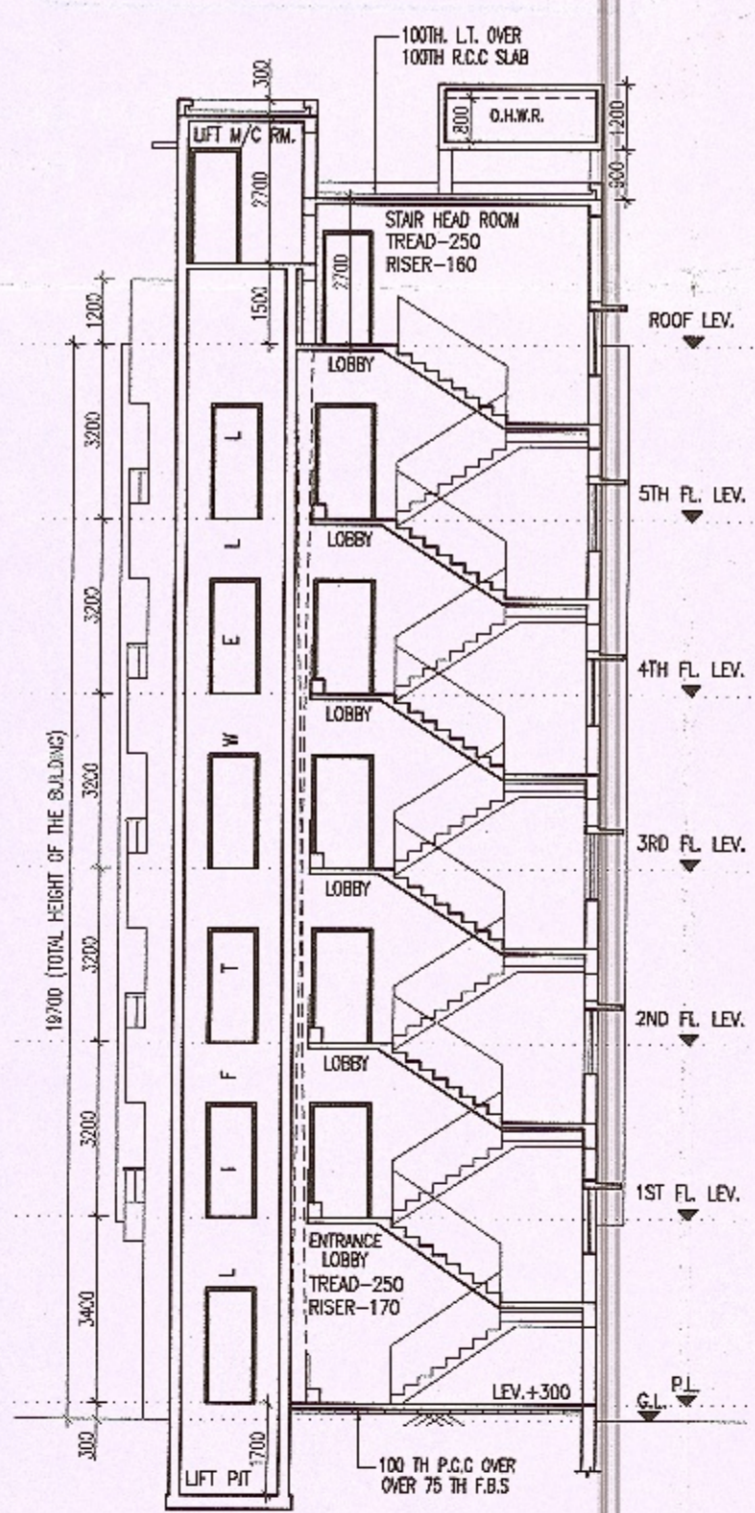 100TH. L.T. OVER
100TH R.C.C SLAB
300
LIFT M/C RM.
800
O.H.W.R.
1200
900
2700
STAIR HEAD ROOM
TREAD-250
RISER-160
2700
1200
1500
ROOF LEV.
LOBBY
3200
L
5TH FL. LEV.
LOBBY
L
3200
E
4TH FL. LEV.
LOBBY
W
19700 (TOTAL HEIGHT OF THE BUILDING)
3200
3RD FL. LEV.
LOBBY
3200
T
2ND FL. LEV.
LOBBY
F
3200
I
1ST FL. LEV.
ENTRANCE
LOBBY
TREAD-250
RISER-170
L
3400
LEV.+300
P.L
G.L.
300
1700
LIFT PIT
100 TH P.C.C OVER
OVER 75 TH F.B.S